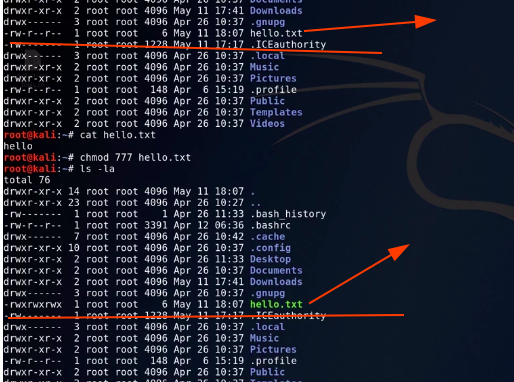 drwxr-xr-x 2 root root 4096 Apr 26 10:37 Documents
drwxr-xr-x 2 root root 4096 May 11 17:41 Downloads
drwx------ 3 root root 4096 Apr 26 10:37 .gnupg
-rw-r--r-- 1 root root 6 May 11 18:07 hello.txt
-rw------- 1 root root 1228 May 11 17:17 .ICEauthority
drwx------ 3 root root 4096 Apr 26 10:37 .local
drwxr-xr-x 2 root root 4096 Apr 26 10:37 Music
drwxr-xr-x 2 root root 4096 Apr 26 10:37 Pictures
-rw-r--r-- 1 root root 148 Apr 6 15:19 .profile
drwxr-xr-x 2 root root 4096 Apr 26 10:37 Public
drwxr-xr-x 2 root root 4096 Apr 26 10:37 Templates
drwxr-xr-x 2 root root 4096 Apr 26 10:37 Videos
root@kali:~# cat hello.txt
hello
root@kali:~# chmod 777 hello.txt
root@kali:~# ls -la
total 76
drwxr-xr-x 14 root root 4096 May 11 18:07 .
drwxr-xr-x 23 root root 4096 Apr 26 10:27 ..
-rw------- 1 root root 1 Apr 26 11:33 .bash_history
-rw-r--r-- 1 root root 3391 Apr 12 06:36 .bashrc
drwx------ 7 root root 4096 Apr 26 10:42 .cache
drwxr-xr-x 10 root root 4096 Apr 26 10:37 .config
drwxr-xr-x 2 root root 4096 Apr 26 11:33 Desktop
drwxr-xr-x 2 root root 4096 Apr 26 10:37 Documents
drwxr-xr-x 2 root root 4096 May 11 17:41 Downloads
drwx------ 3 root root 4096 Apr 26 10:37 .gnupg
-rwxrwxrwx 1 root root 6 May 11 18:07 hello.txt
-rw------- 1 root root 1228 May 11 17:17 .ICEauthority
drwx------ 3 root root 4096 Apr 26 10:37 .local
drwxr-xr-x 2 root root 4096 Apr 26 10:37 Music
drwxr-xr-x 2 root root 4096 Apr 26 10:37 Pictures
-rw-r--r-- 1 root root 148 Apr 6 15:19 .profile
drwxr-xr-x 2 root root 4096 Apr 26 10:37 Public
drwxr-xr-x 2 root root 4096 Apr 26 10:37 Templates